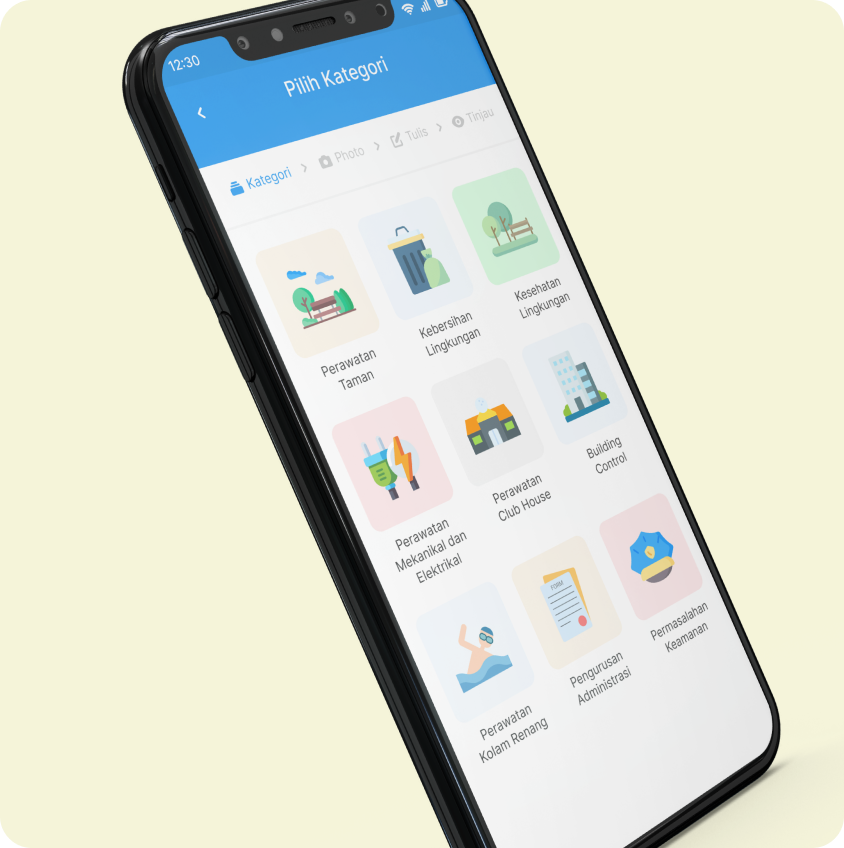 12:30
Pilih Kategori
Kategori
Photo
Tulis
Tinjau
Perawatan
Taman
Kebersihan
Lingkungan
Kesehatan
Lingkungan
Perawatan
Mekanikal dan
Elektrikal
Perawatan
Club House
Building
Control
Perawatan
Kolam Renang
FORM
Pengurusan
Administrasi
Permasalahan
Keamanan